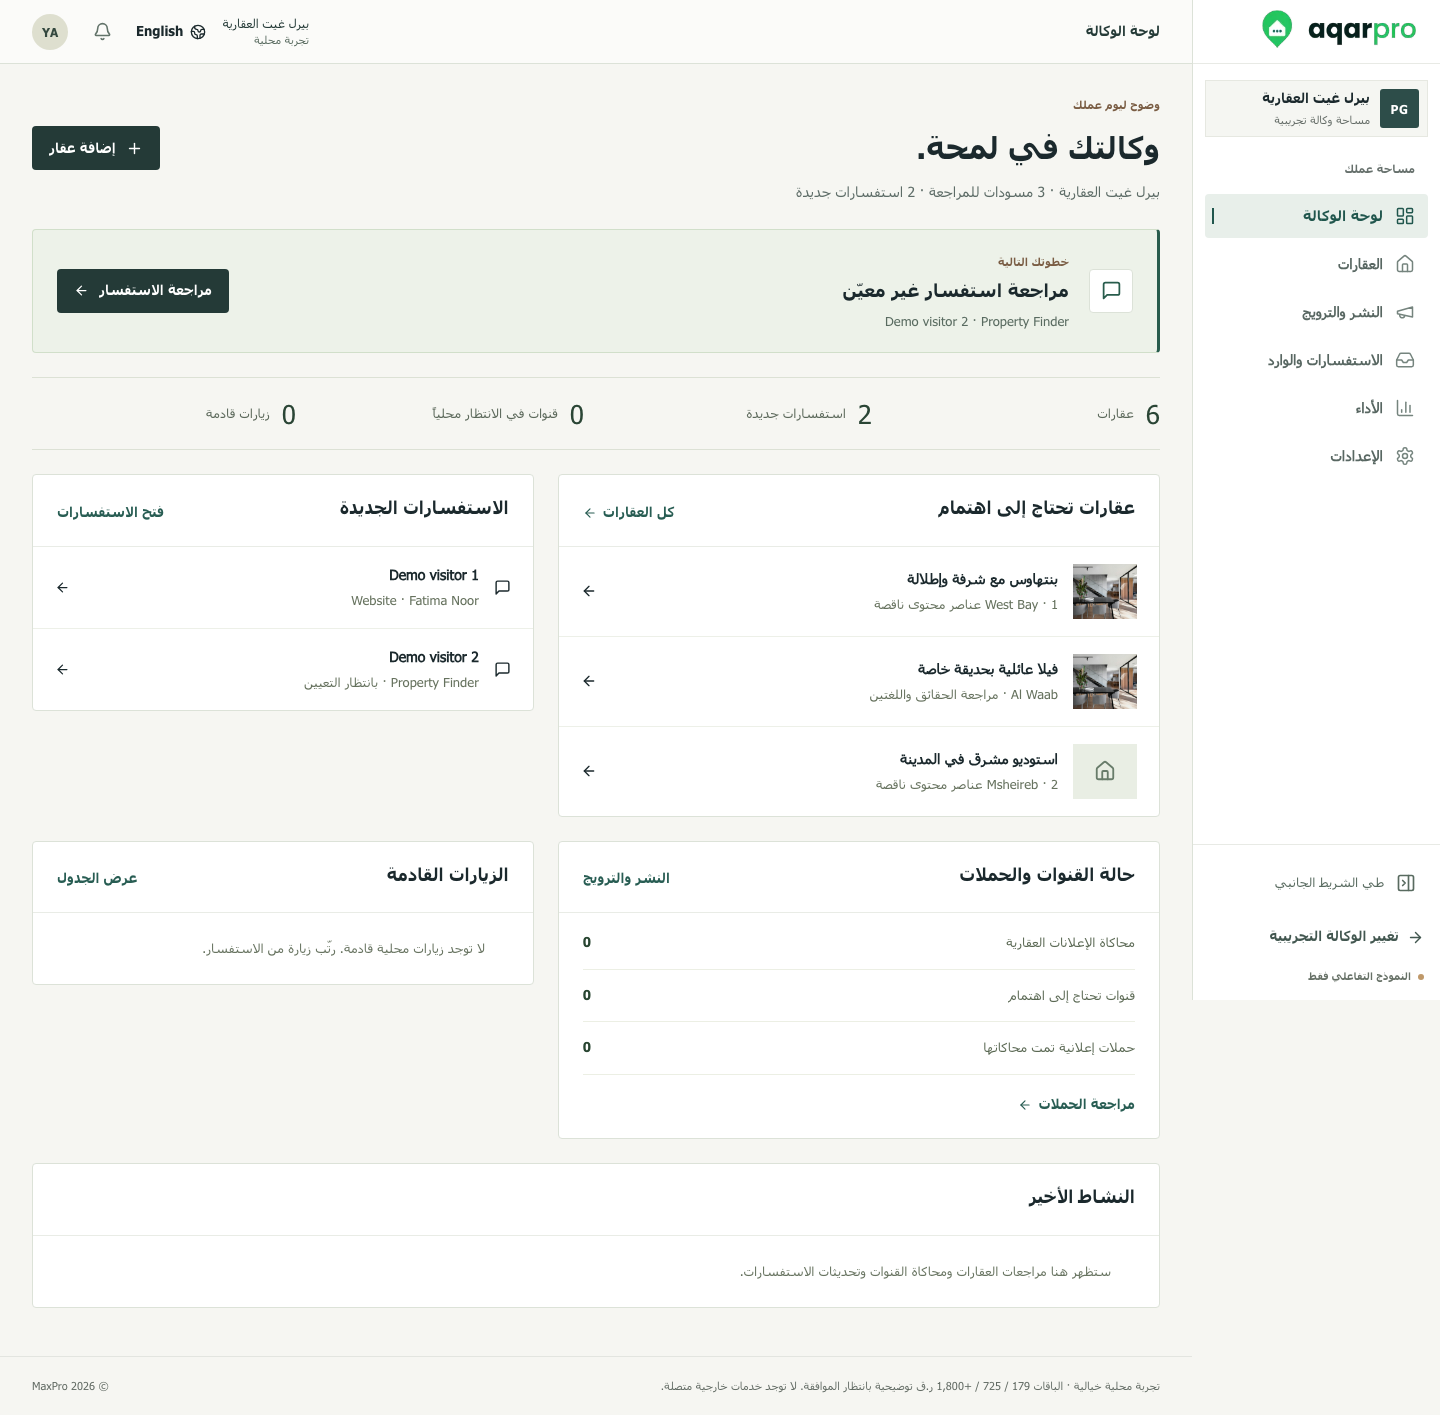 aqarpro
PG
بيرل غيت العقارية
مساحة وكالة تجريبية
مساحة عملك
لوحة الوكالة
العقارات
النشر والترويج
الاستفسارات والوارد
الأداء
الإعدادات
طي الشريط الجانبي
تغيير الوكالة التجريبية
النموذج التفاعلي فقط
لوحة الوكالة
بيرل غيت العقارية
تجربة محلية
English
YA
وضوح ليوم عملك
وكالتك في لمحة.
بيرل غيت العقارية · 3 مسودات للمراجعة · 2 استفسارات جديدة
إضافة عقار
خطوتك التالية
مراجعة استفسار غير معيّن
Demo visitor 2 · Property Finder
مراجعة الاستفسار
6 عقارات
2 استفسارات جديدة
0 قنوات في الانتظار محلياً
0 زيارات قادمة
عقارات تحتاج إلى اهتمام
كل العقارات
بنتهاوس مع شرفة وإطلالة
West Bay · 1 عناصر محتوى ناقصة
فيلا عائلية بحديقة خاصة
Al Waab · مراجعة الحقائق واللغتين
استوديو مشرق في المدينة
Msheireb · 2 عناصر محتوى ناقصة
الاستفسارات الجديدة
فتح الاستفسارات
Demo visitor 1
Website · Fatima Noor
Demo visitor 2
Property Finder · بانتظار التعيين
حالة القنوات والحملات
النشر والترويج
محاكاة الإعلانات العقارية 0
قنوات تحتاج إلى اهتمام 0
حملات إعلانية تمت محاكاتها 0
مراجعة الحملات
الزيارات القادمة
عرض الجدول
لا توجد زيارات محلية قادمة. رتّب زيارة من الاستفسار.
النشاط الأخير
ستظهر هنا مراجعات العقارات ومحاكاة القنوات وتحديثات الاستفسارات.
تجربة محلية خيالية · الباقات 179 / 725 / 1,800+ ر.ق توضيحية بانتظار الموافقة. لا توجد خدمات خارجية متصلة.
© 2026 MaxPro